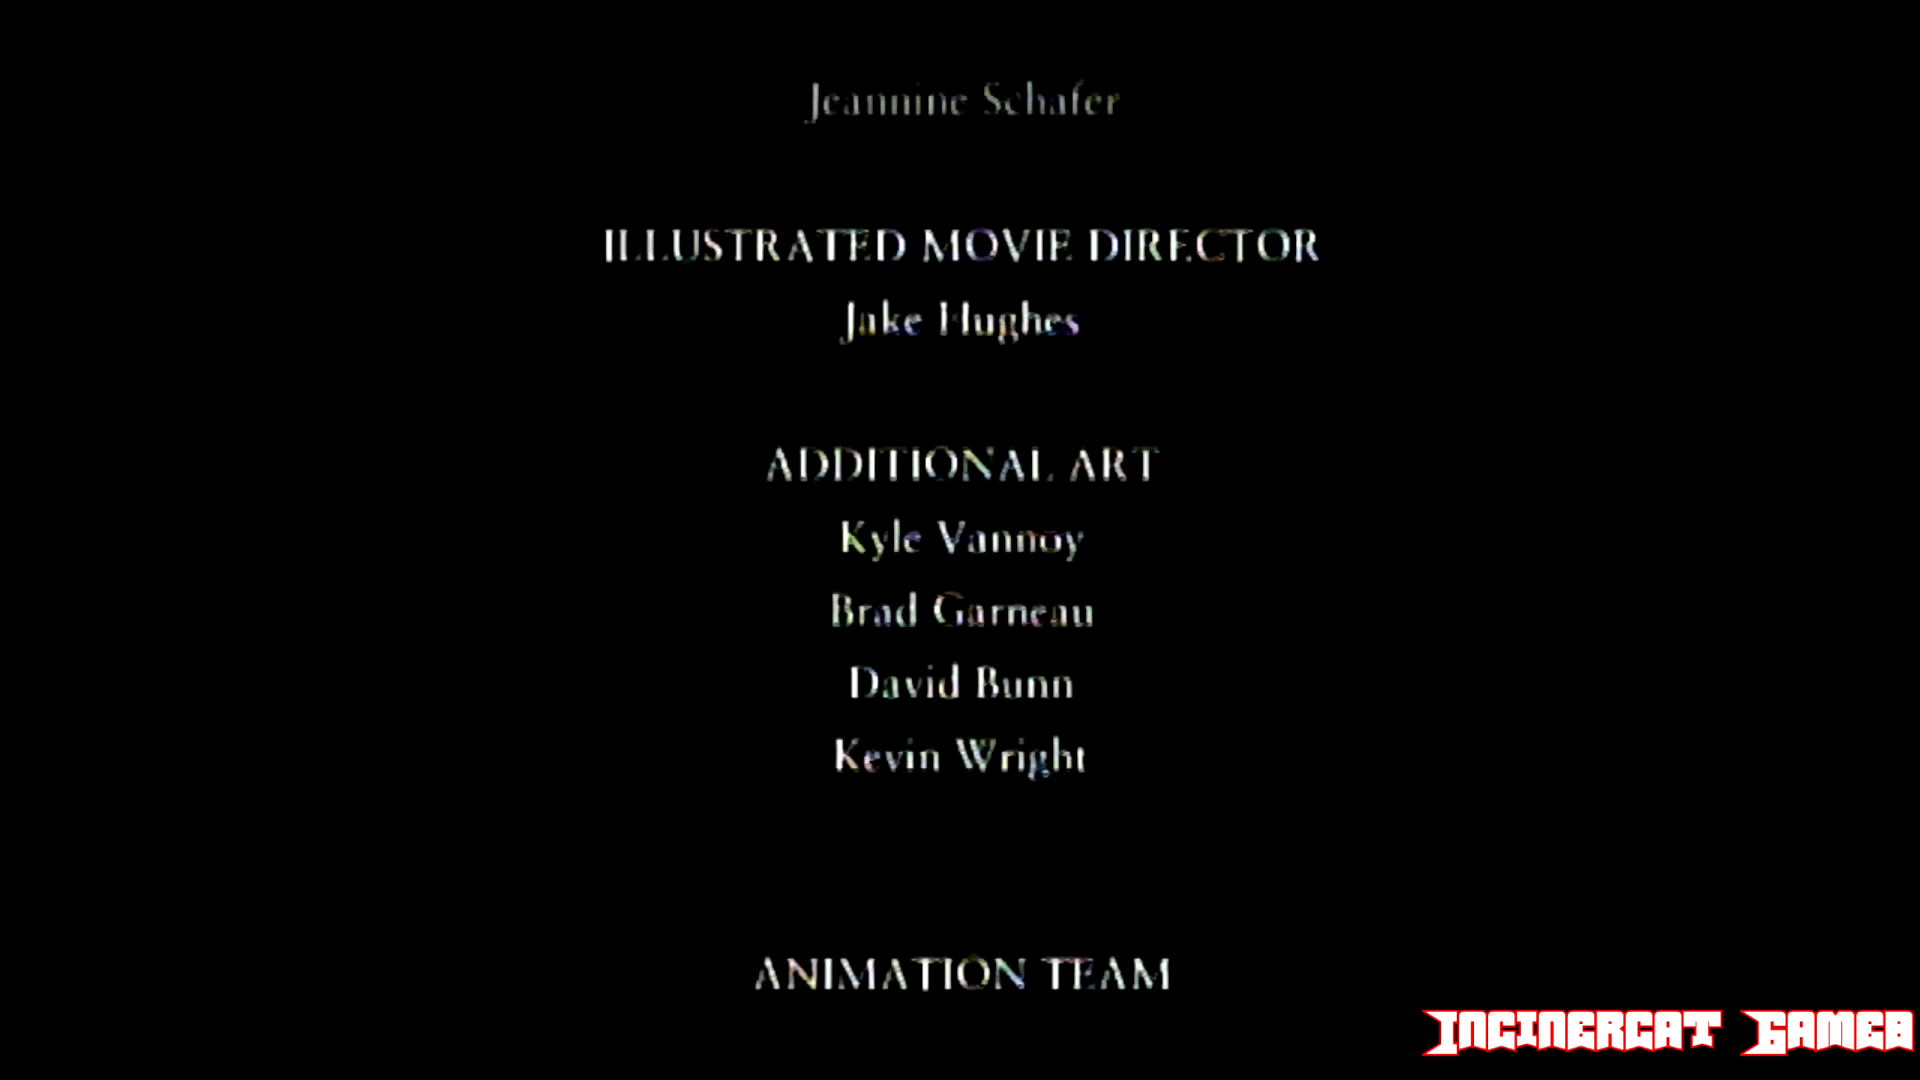 Jeannine Schafer
ILLUSTRATED MOVIE DIRECTOR
Jake Hughes
ADDITIONAL ART
Kyle Vannoy
Brad Garneau
David Bunn
Kevin Wright
ANIMATION TEAM
Incinercat Games